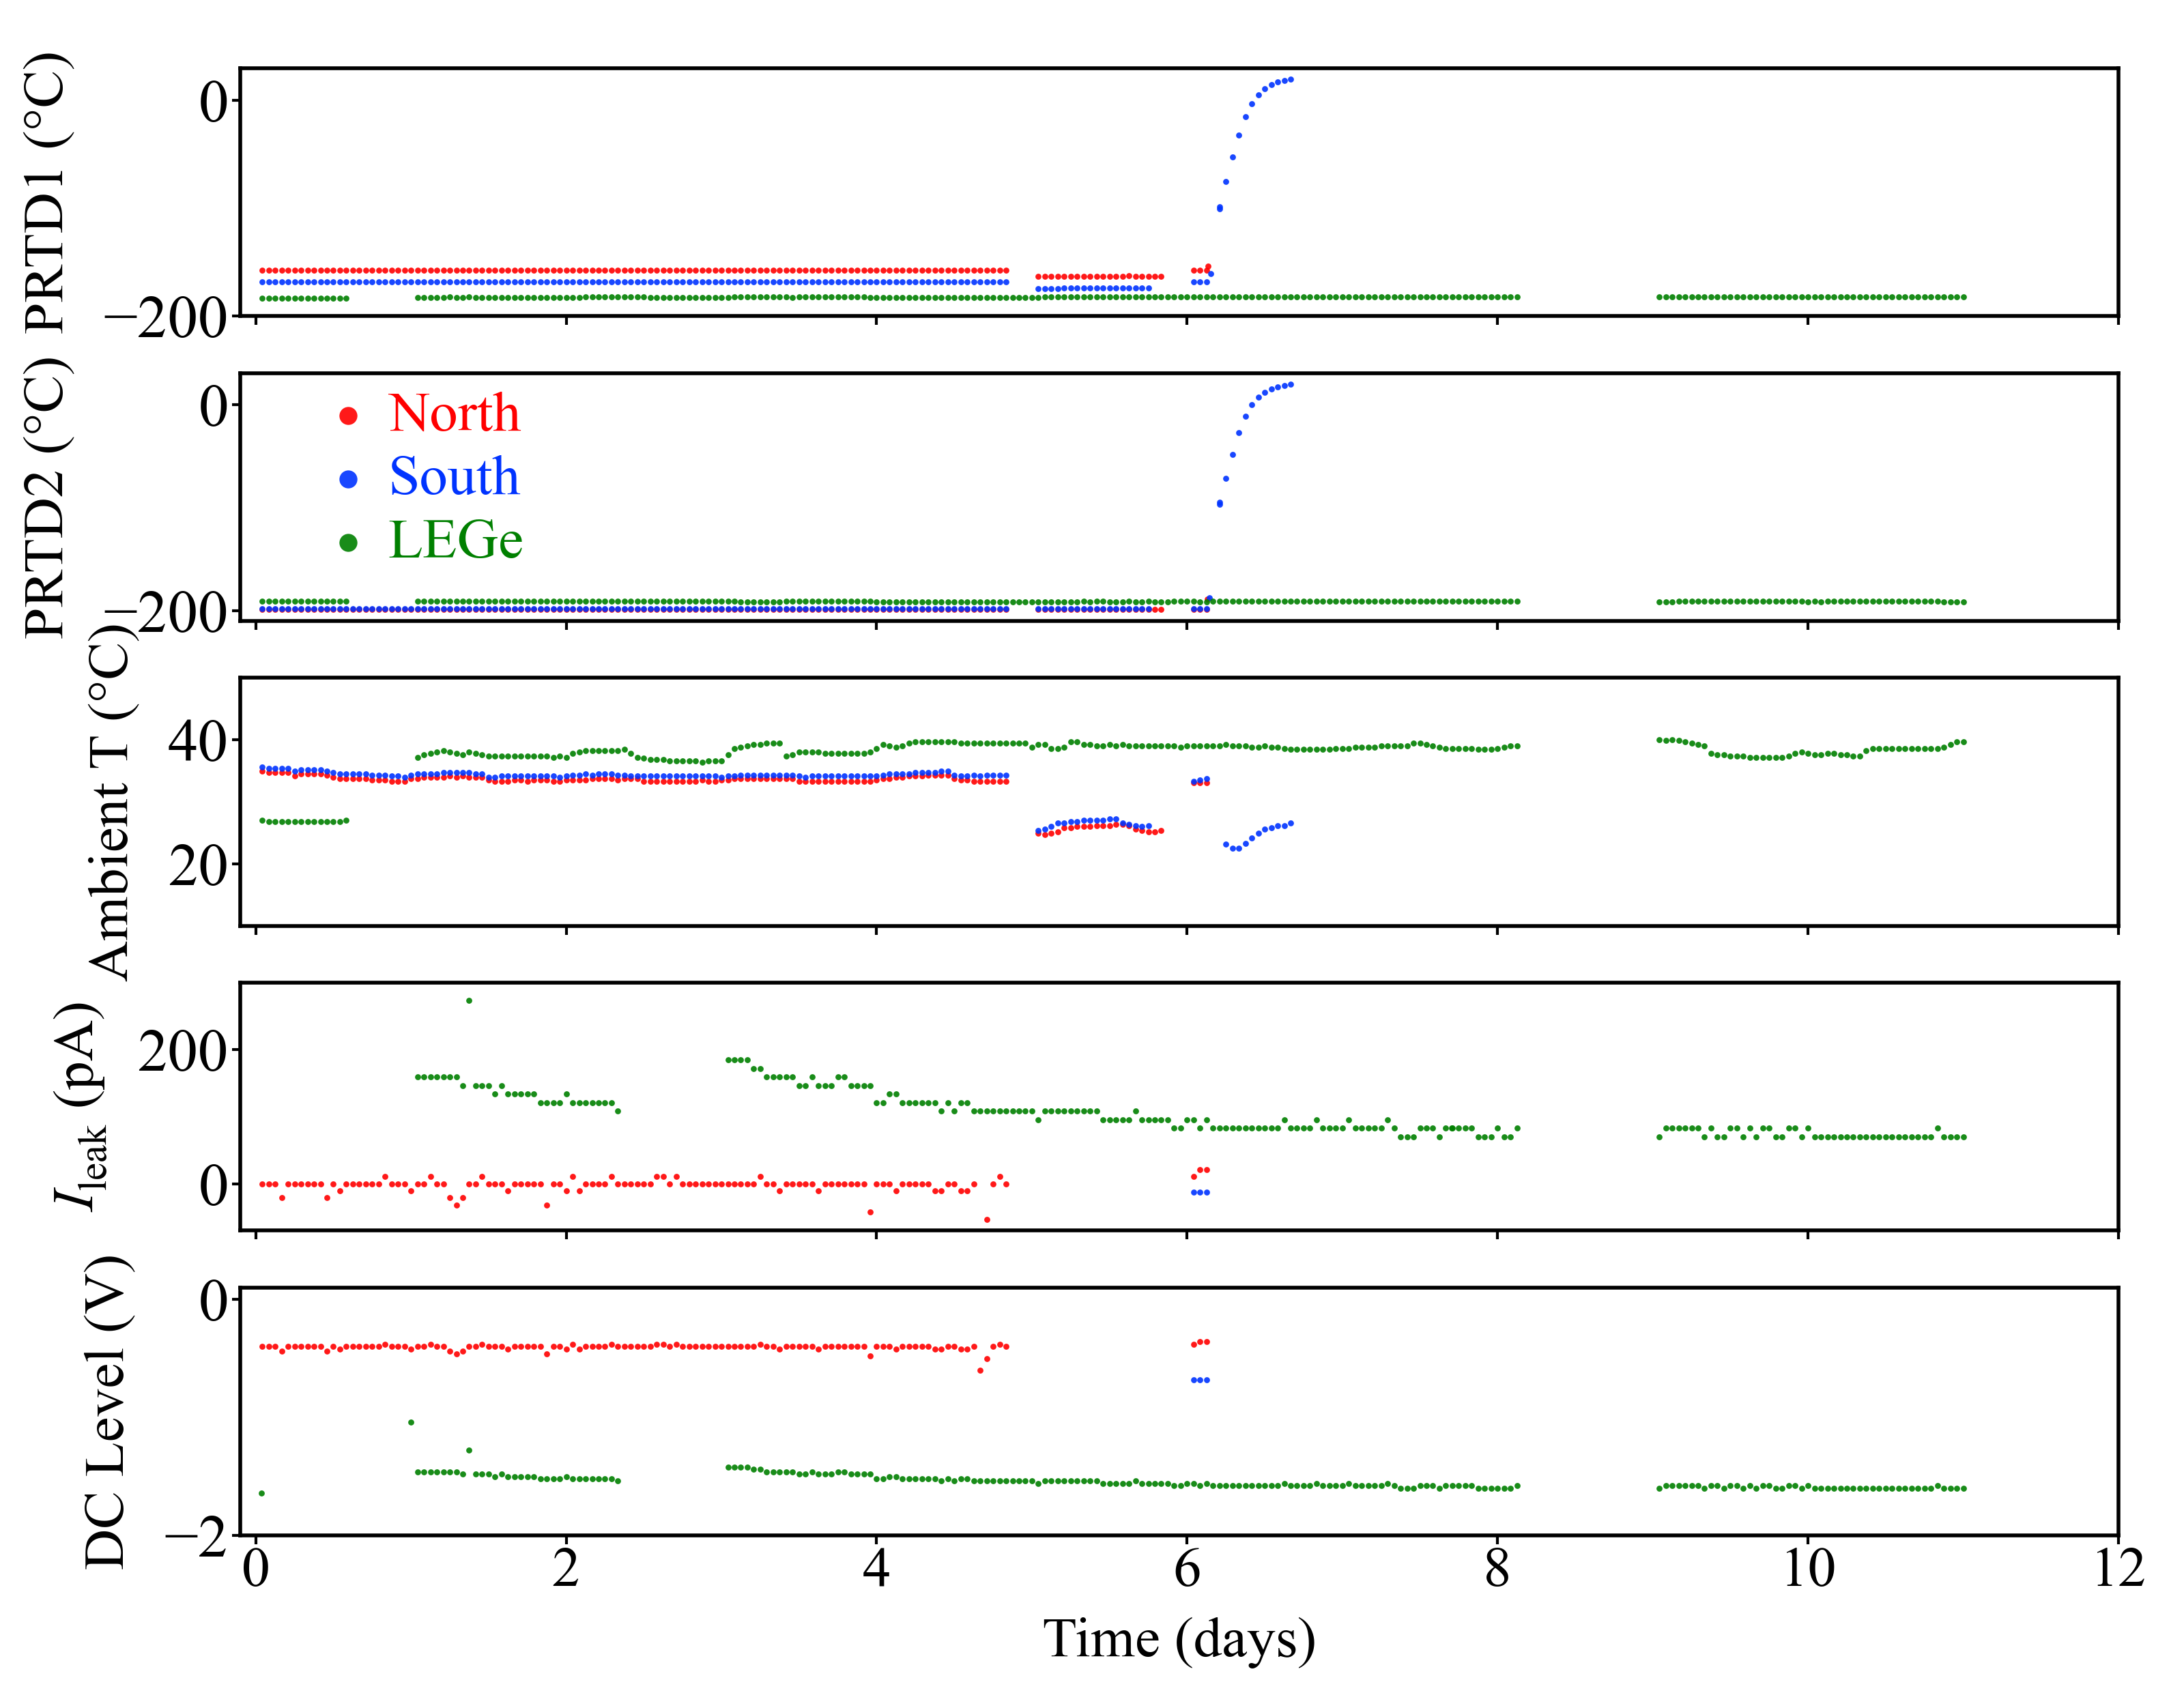 PRTD1 (°C)
0
−200
PRTD2 (°C)
0
−200
North
South
LEGe
Ambient T (°C)
40
20
Ileak (pA)
200
0
DC Level (V)
0
−2
0 2 4 6 8 10 12
Time (days)